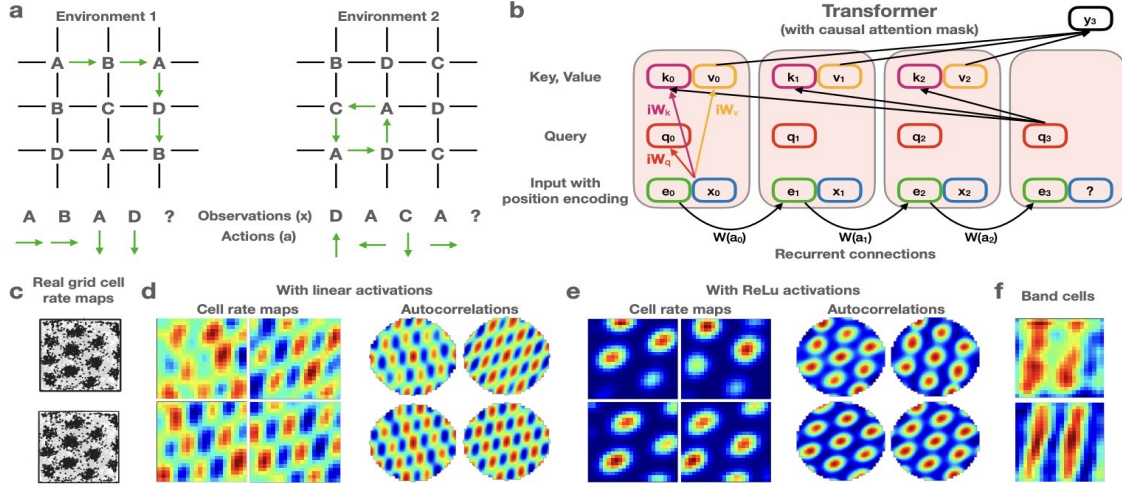 a
Environment 1
A B A
B C D
D A B
A B A D ?
Environment 2
B D C
C A D
A D C
Observations (x)
D A C A ?
Actions (a)
b
Transformer
(with causal attention mask)
y3
Key, Value
k0 v0 k1 v1 k2 v2
iWk iWv
Query
q0 q1 q2 q3
iWq
Input with
position encoding
e0 x0 e1 x1 e2 x2 e3 ?
W(a0) W(a1) W(a2)
Recurrent connections
c
Real grid cell
rate maps
d
With linear activations
Cell rate maps Autocorrelations
e
With ReLu activations
Cell rate maps Autocorrelations
f
Band cells